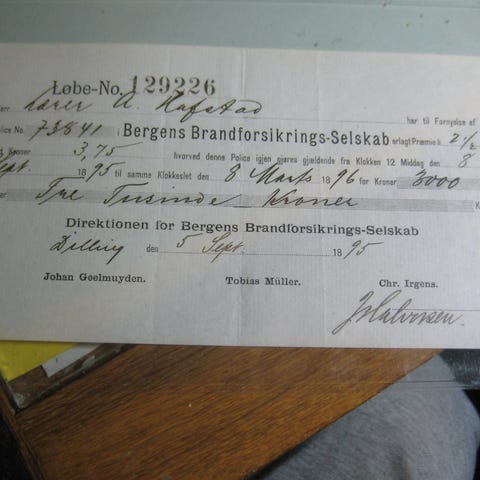 Løbe-No. 129226
Herr Lærer A. Hafstad har til Fornyelse af
Police No. 73841 i Bergens Brandforsikrings-Selskab erlagt Præmie à 2½
Kroner 3,75 hvorved denne Police igjen gjøres gjældende fra Klokken 12 Middag den 8
Sept. 1895 til samme Klokkeslet den 8 Marts 1896 for Kroner 3000
Tre Tusinde Kroner
Direktionen for Bergens Brandforsikrings-Selskab
Dilling den 5 Sept. 1895
Johan Geelmuyden. Tobias Müller. Chr. Irgens.
J. Halvorsen.